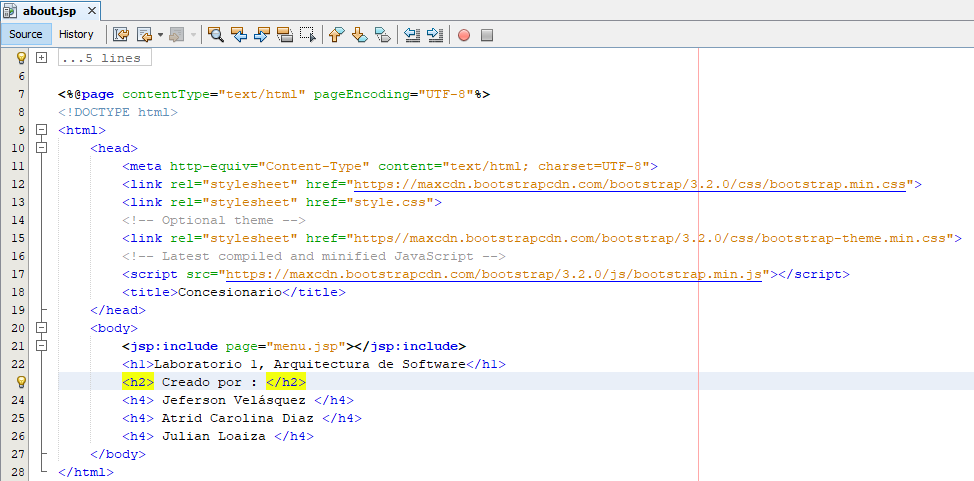 about.jsp
Source History
...5 lines
6
7 <%@page contentType="text/html" pageEncoding="UTF-8"%>
8 <!DOCTYPE html>
9 <html>
10 <head>
11 <meta http-equiv="Content-Type" content="text/html; charset=UTF-8">
12 <link rel="stylesheet" href="https://maxcdn.bootstrapcdn.com/bootstrap/3.2.0/css/bootstrap.min.css">
13 <link rel="stylesheet" href="style.css">
14 <!-- Optional theme -->
15 <link rel="stylesheet" href="https//maxcdn.bootstrapcdn.com/bootstrap/3.2.0/css/bootstrap-theme.min.css">
16 <!-- Latest compiled and minified JavaScript -->
17 <script src="https://maxcdn.bootstrapcdn.com/bootstrap/3.2.0/js/bootstrap.min.js"></script>
18 <title>Concesionario</title>
19 </head>
20 <body>
21 <jsp:include page="menu.jsp"></jsp:include>
22 <h1>Laboratorio 1, Arquitectura de Software</h1>
<h2> Creado por : </h2>
24 <h4> Jeferson Velásquez </h4>
25 <h4> Atrid Carolina Diaz </h4>
26 <h4> Julian Loaiza </h4>
27 </body>
28 </html>